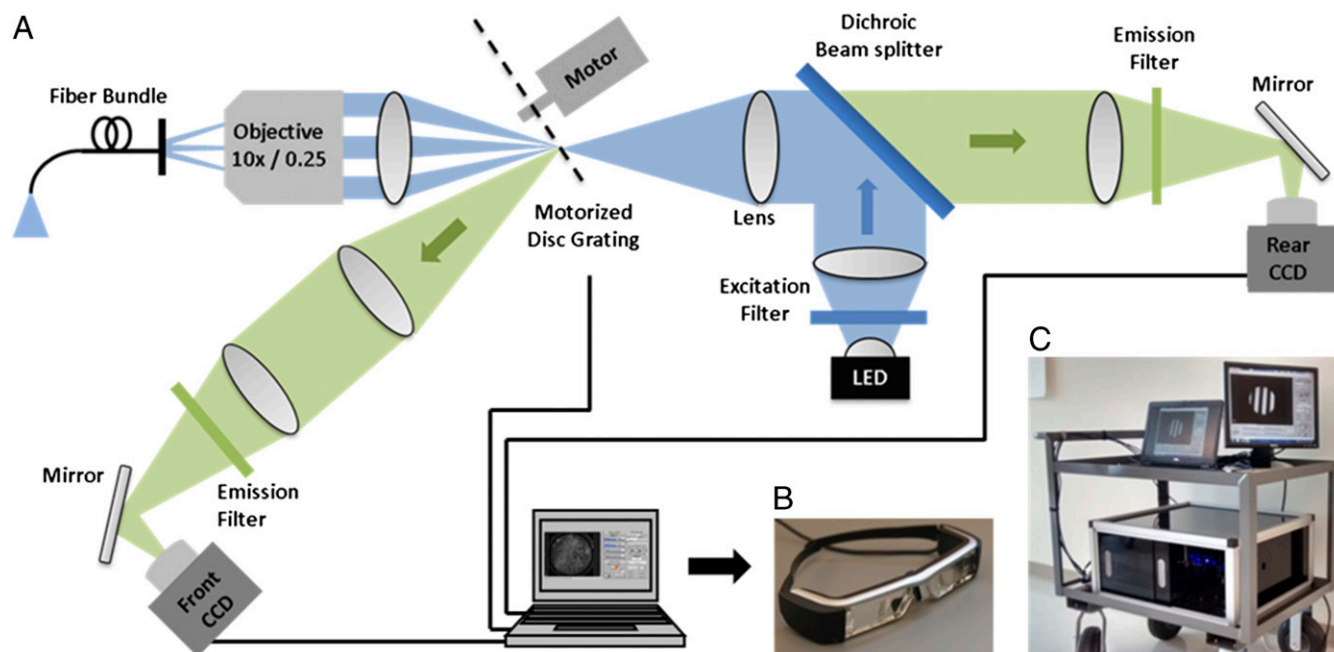 A
Fiber Bundle
Objective
10x / 0.25
Motor
Motorized
Disc Grating
Dichroic
Beam splitter
Lens
Emission
Filter
Mirror
Rear
CCD
Excitation
Filter
LED
Mirror
Emission
Filter
Front
CCD
B
C